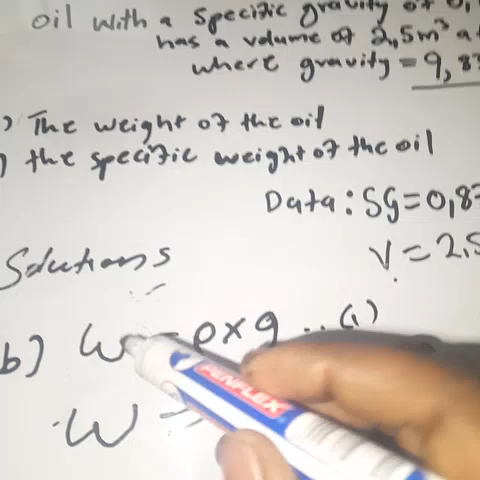 oil with a specific gravity of 0,
has a volume of 2,5m³ a
where gravity = 9,8
) The weight of the oil
) the specific weight of the oil
Data: SG=0,8
V = 2.5
Solutions
b) W = ρ x g ...(1)
W =
PENFLEX